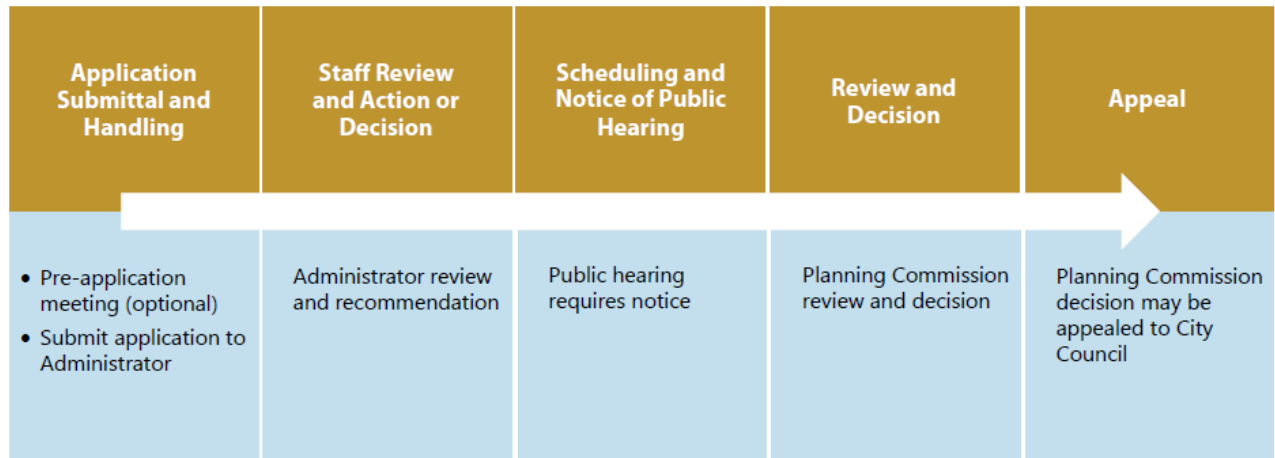 Application
Submittal and
Handling
Staff Review
and Action or
Decision
Scheduling and
Notice of Public
Hearing
Review and
Decision
Appeal
• Pre-application
meeting (optional)
• Submit application to
Administrator
Administrator review
and recommendation
Public hearing
requires notice
Planning Commission
review and decision
Planning Commission
decision may be
appealed to City
Council